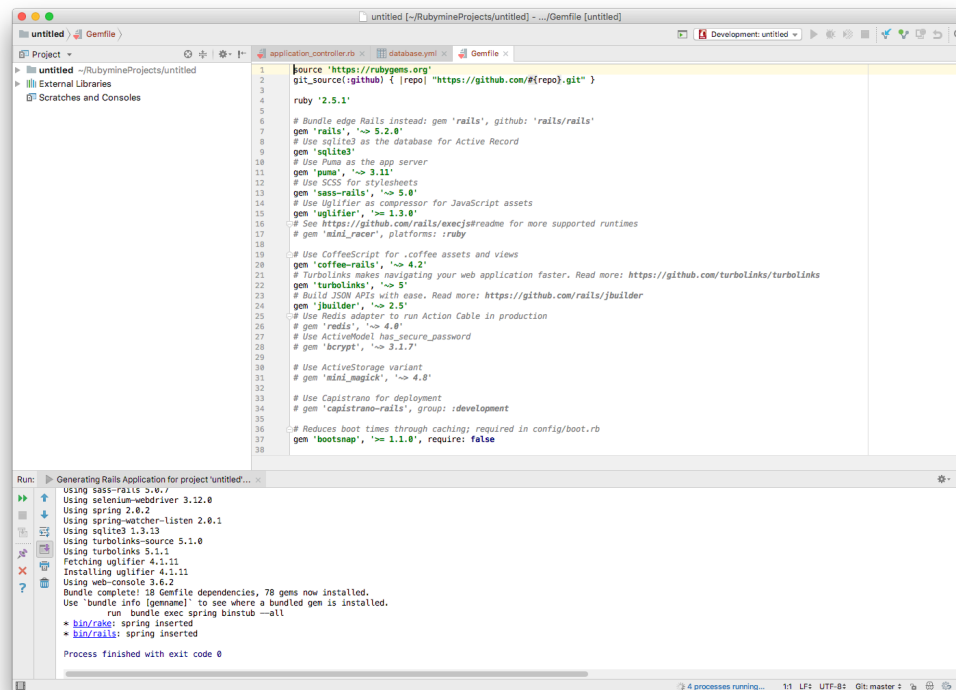 untitled [~/RubymineProjects/untitled] - .../Gemfile [untitled]
untitled Gemfile
Development: untitled
Project
application_controller.rb database.yml Gemfile
untitled ~/RubymineProjects/untitled
External Libraries
Scratches and Consoles
1 source 'https://rubygems.org'
2 git_source(:github) { |repo| "https://github.com/#{repo}.git" }
3
4 ruby '2.5.1'
5
6 # Bundle edge Rails instead: gem 'rails', github: 'rails/rails'
7 gem 'rails', '~> 5.2.0'
8 # Use sqlite3 as the database for Active Record
9 gem 'sqlite3'
10 # Use Puma as the app server
11 gem 'puma', '~> 3.11'
12 # Use SCSS for stylesheets
13 gem 'sass-rails', '~> 5.0'
14 # Use Uglifier as compressor for JavaScript assets
15 gem 'uglifier', '>= 1.3.0'
16 # See https://github.com/rails/execjs#readme for more supported runtimes
17 # gem 'mini_racer', platforms: :ruby
18
19 # Use CoffeeScript for .coffee assets and views
20 gem 'coffee-rails', '~> 4.2'
21 # Turbolinks makes navigating your web application faster. Read more: https://github.com/turbolinks/turbolinks
22 gem 'turbolinks', '~> 5'
23 # Build JSON APIs with ease. Read more: https://github.com/rails/jbuilder
24 gem 'jbuilder', '~> 2.5'
25 # Use Redis adapter to run Action Cable in production
26 # gem 'redis', '~> 4.0'
27 # Use ActiveModel has_secure_password
28 # gem 'bcrypt', '~> 3.1.7'
29
30 # Use ActiveStorage variant
31 # gem 'mini_magick', '~> 4.8'
32
33 # Use Capistrano for deployment
34 # gem 'capistrano-rails', group: :development
35
36 # Reduces boot times through caching; required in config/boot.rb
37 gem 'bootsnap', '>= 1.1.0', require: false
38
Run: Generating Rails Application for project 'untitled'...
Using sass-rails 5.0.7
Using selenium-webdriver 3.12.0
Using spring 2.0.2
Using spring-watcher-listen 2.0.1
Using sqlite3 1.3.13
Using turbolinks-source 5.1.0
Using turbolinks 5.1.1
Fetching uglifier 4.1.11
Installing uglifier 4.1.11
Using web-console 3.6.2
Bundle complete! 18 Gemfile dependencies, 78 gems now installed.
Use `bundle info [gemname]` to see where a bundled gem is installed.
run bundle exec spring binstub --all
* bin/rake: spring inserted
* bin/rails: spring inserted
Process finished with exit code 0
4 processes running... 1:1 LF UTF-8 Git: master